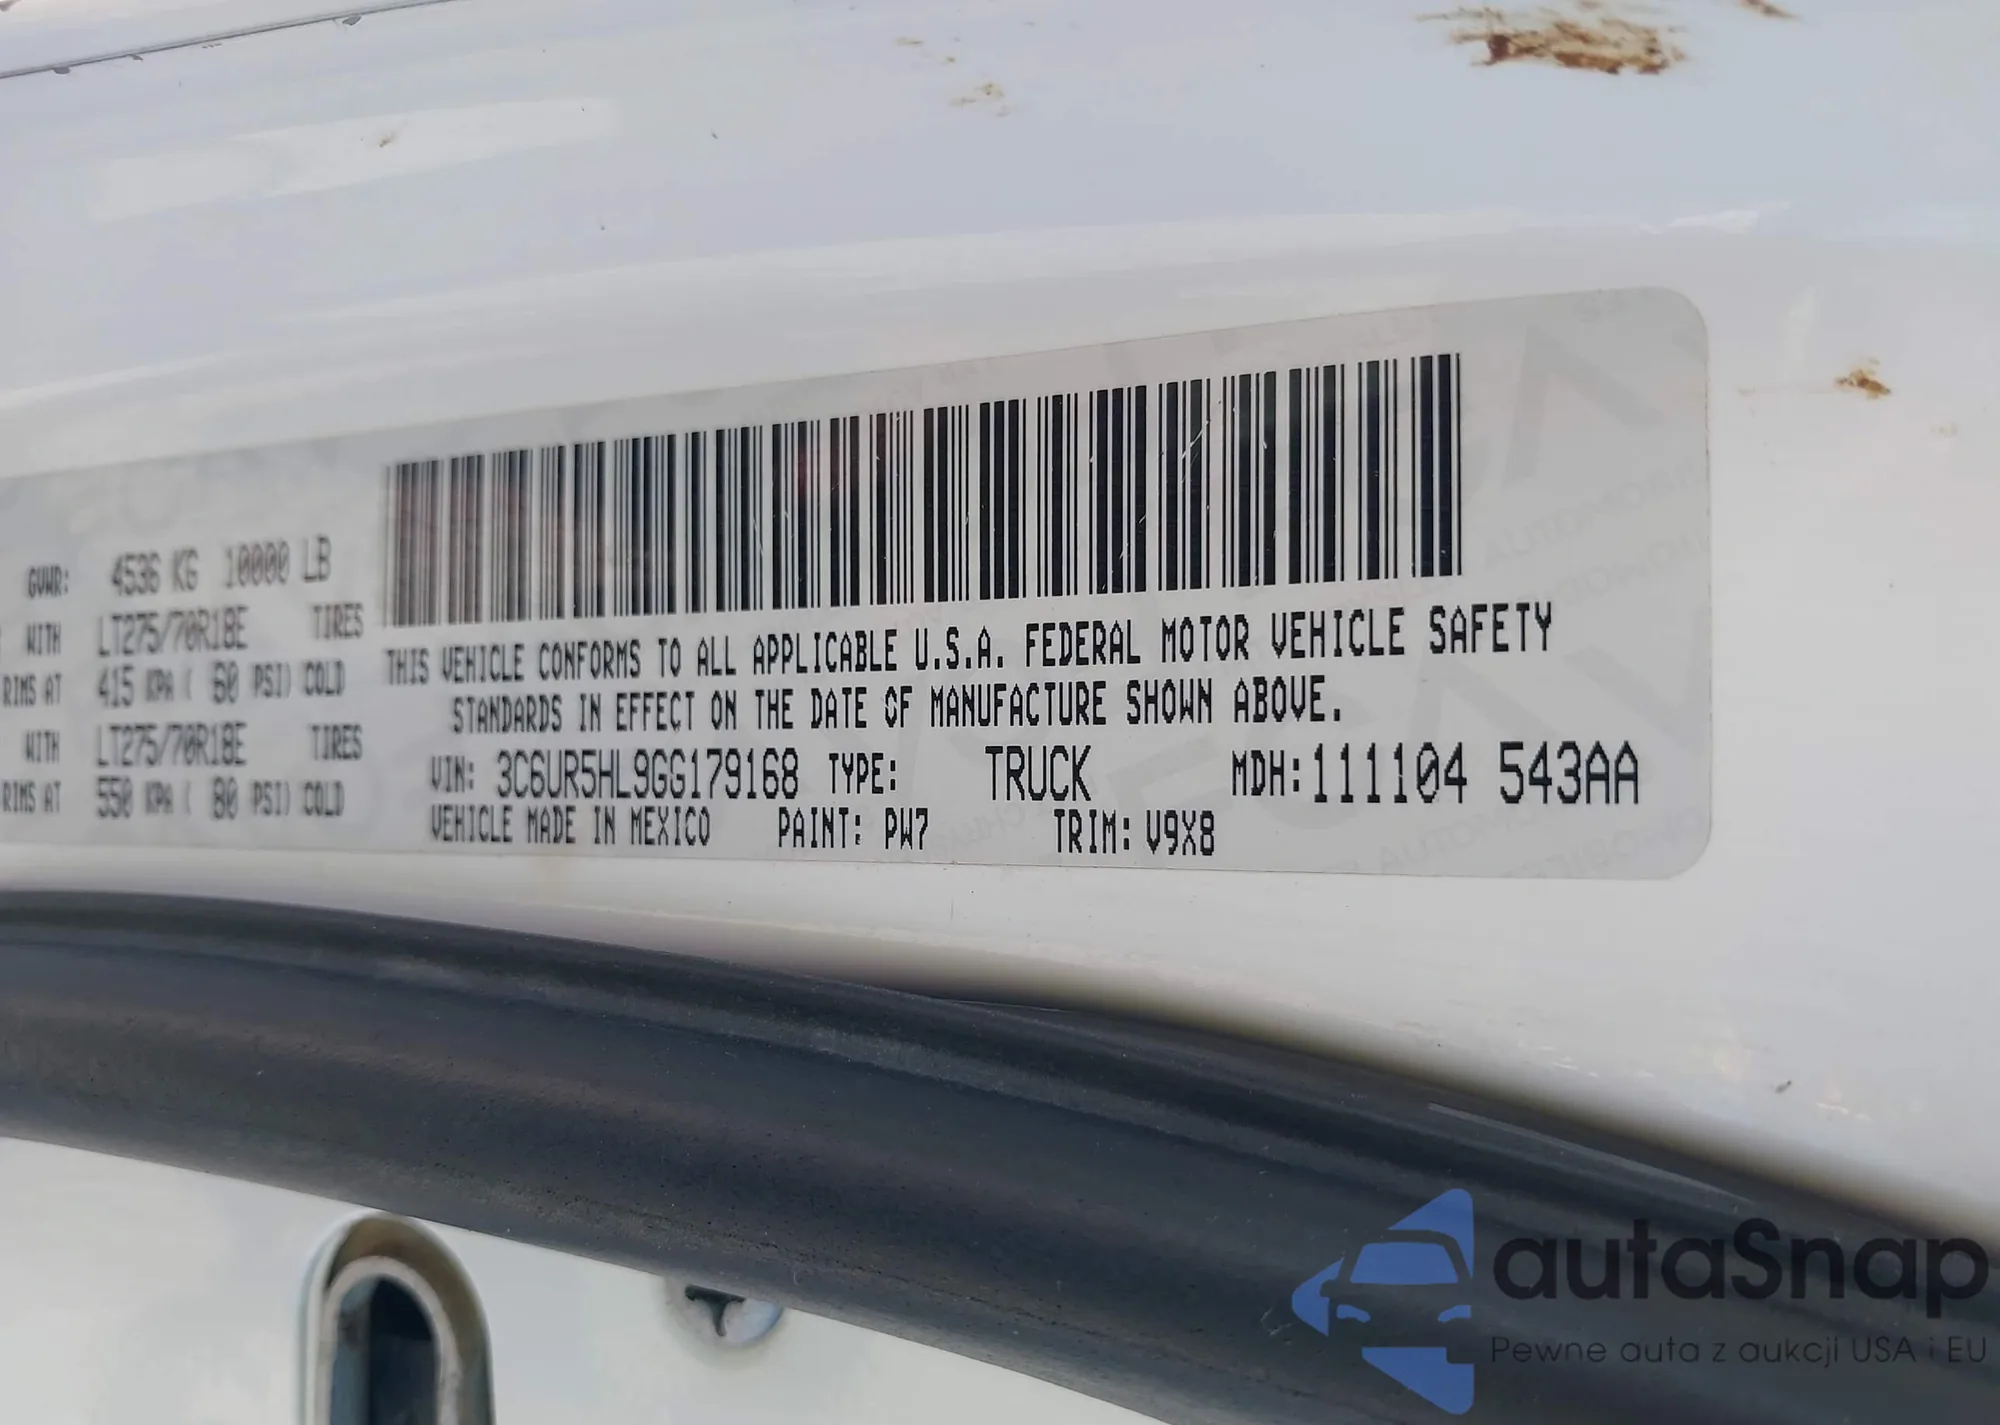 GVWR: 4536 KG 10000 LB
WITH LT275/70R18E TIRES
RIMS AT 415 KPA ( 60 PSI) COLD
WITH LT275/70R18E TIRES
RIMS AT 550 KPA ( 80 PSI) COLD
THIS VEHICLE CONFORMS TO ALL APPLICABLE U.S.A. FEDERAL MOTOR VEHICLE SAFETY
STANDARDS IN EFFECT ON THE DATE OF MANUFACTURE SHOWN ABOVE.
VIN: 3C6UR5HL9GG179168 TYPE: TRUCK MDH: 111104 543AA
VEHICLE MADE IN MEXICO PAINT: PW7 TRIM: V9X8
autaSnap
Pewne auta z aukcji USA i EU